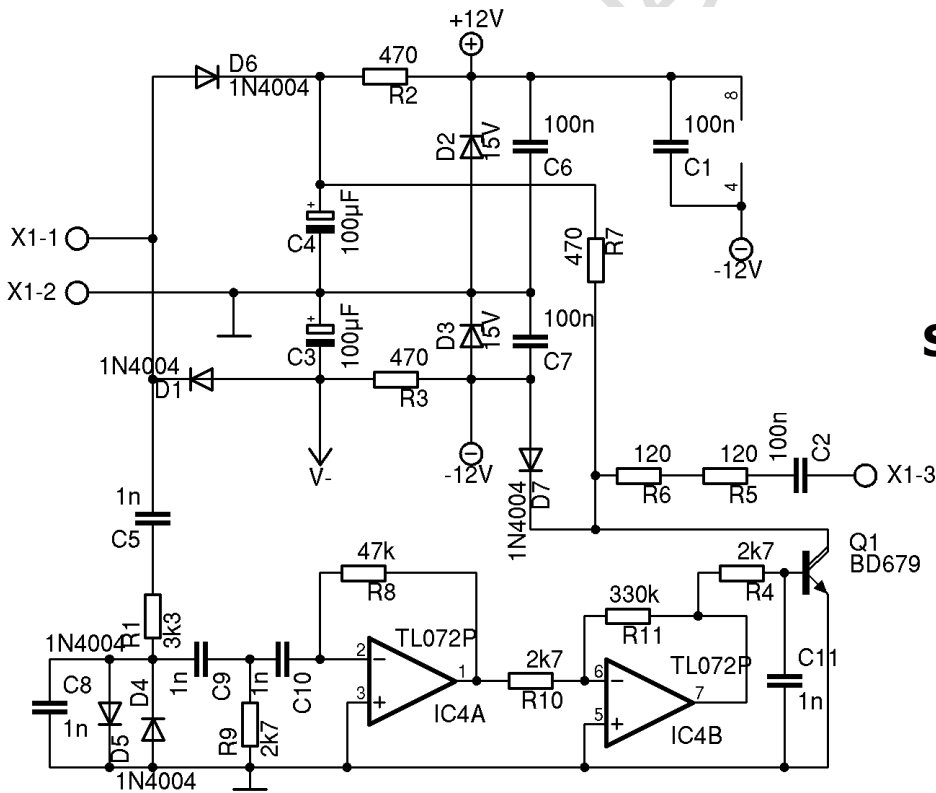 +12V
D6
1N4004
470
R2
8
100n
C6
100n
C1
4
D2
15V
+
C4
100µF
X1-1
X1-2
470
R7
-12V
+
C3
100µF
D3
15V
100n
C7
1N4004
D1
470
R3
V-
-12V
1N4004
D7
120
R6
120
R5
100n
C2
X1-3
1n
C5
Q1
BD679
2k7
R4
47k
R8
330k
R11
R1
3k3
1N4004
TL072P
2
3
1
IC4A
2k7
R10
TL072P
6
5
7
IC4B
C11
1n
C8
1n
D5
D4
1n
C9
1n
C10
R9
2k7
1N4004
S